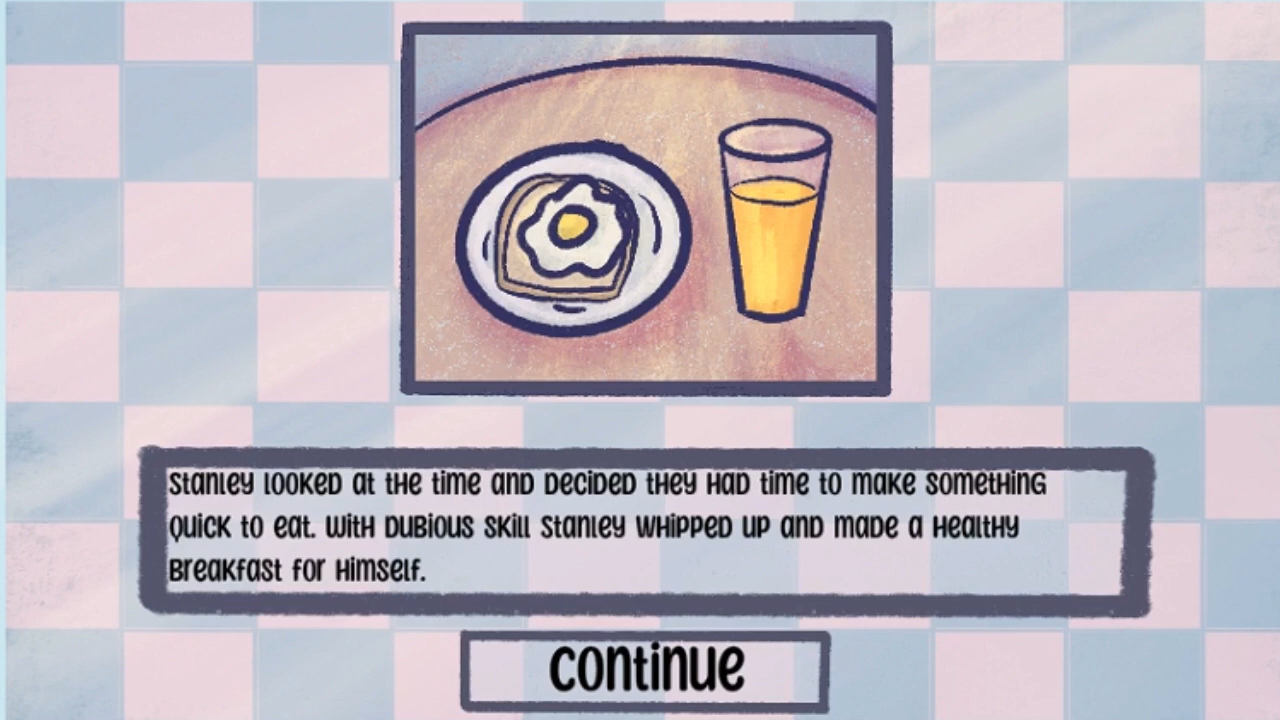 Stanley looked at the time and decided they had time to make something
quick to eat. With dubious skill Stanley whipped up and made a healthy
breakfast for himself.
continue